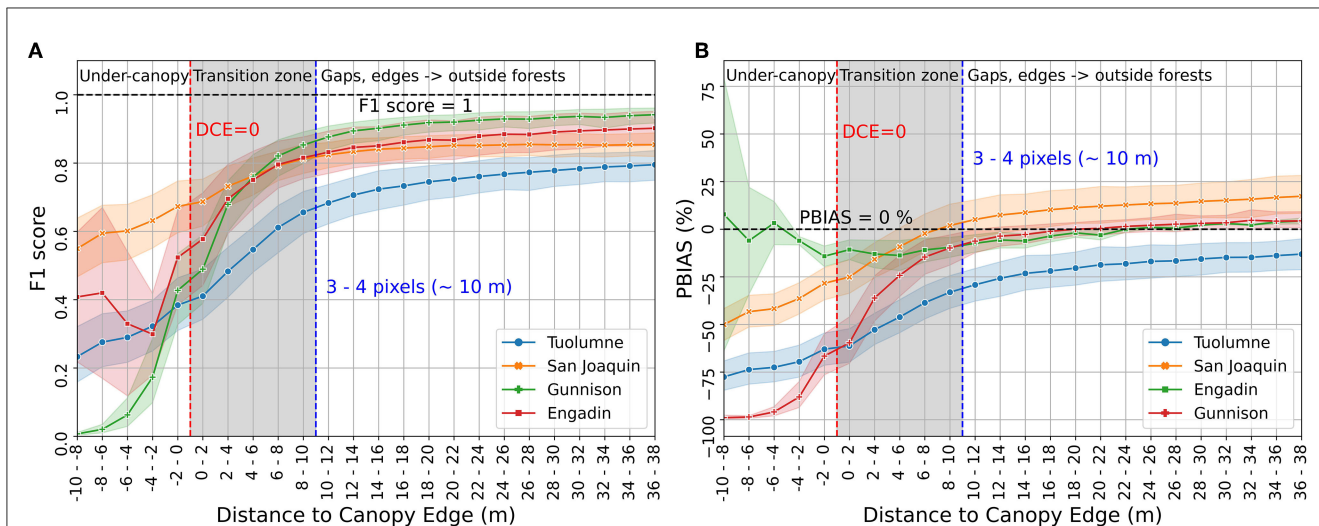 A
Under-canopy Transition zone Gaps, edges -> outside forests
F1 score = 1
DCE=0
3 - 4 pixels (~ 10 m)
F1 score
1.0
0.8
0.6
0.4
0.2
0.0
Tuolumne
San Joaquin
Gunnison
Engadin
-10 - -8
-8 - -6
-6 - -4
-4 - -2
-2 - 0
0 - 2
2 - 4
4 - 6
6 - 8
8 - 10
10 - 12
12 - 14
14 - 16
16 - 18
18 - 20
20 - 22
22 - 24
24 - 26
26 - 28
28 - 30
30 - 32
32 - 34
34 - 36
36 - 38
Distance to Canopy Edge (m)
B
Under-canopy Transition zone Gaps, edges -> outside forests
DCE=0
3 - 4 pixels (~ 10 m)
PBIAS = 0 %
PBIAS (%)
75
50
25
0
−25
−50
−75
−100
Tuolumne
San Joaquin
Engadin
Gunnison
-10 - -8
-8 - -6
-6 - -4
-4 - -2
-2 - 0
0 - 2
2 - 4
4 - 6
6 - 8
8 - 10
10 - 12
12 - 14
14 - 16
16 - 18
18 - 20
20 - 22
22 - 24
24 - 26
26 - 28
28 - 30
30 - 32
32 - 34
34 - 36
36 - 38
Distance to Canopy Edge (m)